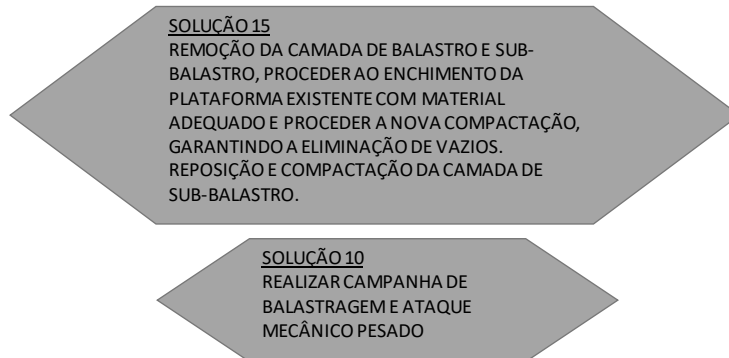 SOLUÇÃO 15
REMOÇÃO DA CAMADA DE BALASTRO E SUB-
BALASTRO, PROCEDER AO ENCHIMENTO DA
PLATAFORMA EXISTENTE COM MATERIAL
ADEQUADO E PROCEDER A NOVA COMPACTAÇÃO,
GARANTINDO A ELIMINAÇÃO DE VAZIOS.
REPOSIÇÃO E COMPACTAÇÃO DA CAMADA DE
SUB-BALASTRO.
SOLUÇÃO 10
REALIZAR CAMPANHA DE
BALASTRAGEM E ATAQUE
MECÂNICO PESADO